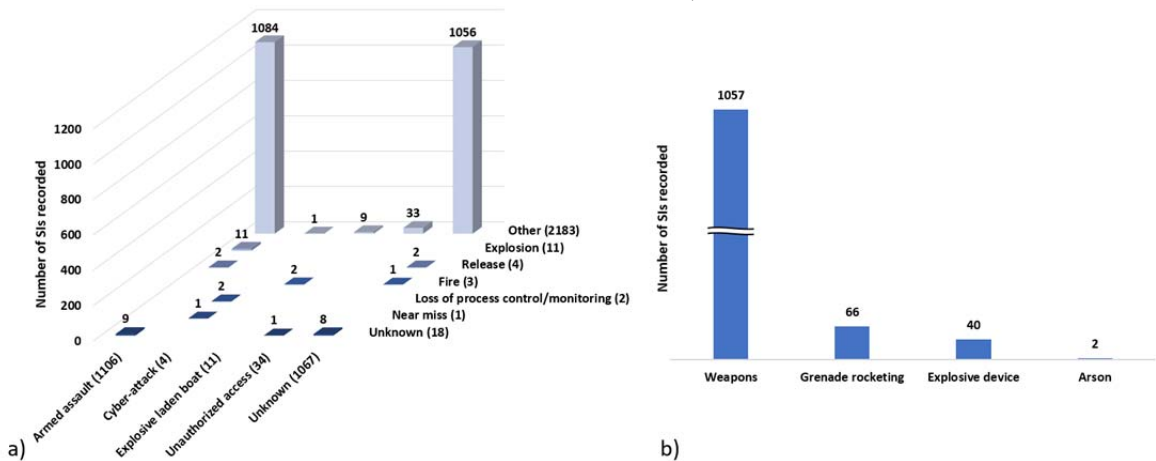 1084
1056
1200
1000
800
600
400
200
0
Number of SIs recorded
1
9
33
11
2
2
2
1
2
1
9
1
8
Other (2183)
Explosion (11)
Release (4)
Fire (3)
Loss of process control/monitoring (2)
Near miss (1)
Unknown (18)
Armed assault (1106)
Cyber-attack (4)
Explosive laden boat (11)
Unauthorized access (34)
Unknown (1067)
a)
Number of SIs recorded
1057
66
40
2
Weapons
Grenade rocketing
Explosive device
Arson
b)